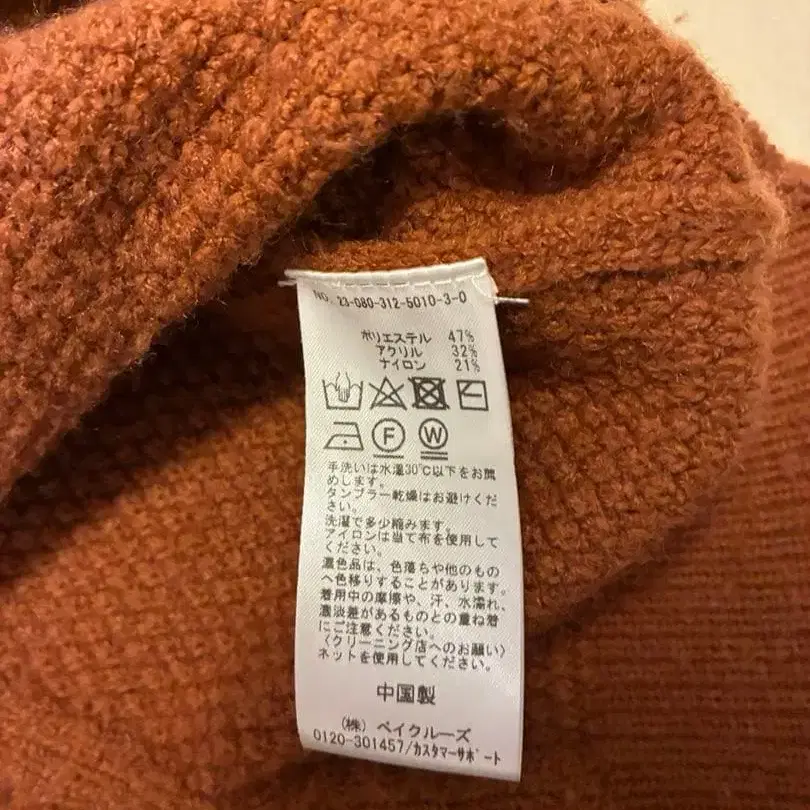 NO. 23-080-312-5010-3-0
ポリエステル 47%
アクリル 32%
ナイロン 21%
F W
手洗いは水温30℃以下をお薦
めします。
タンブラー乾燥はお避けくだ
さい。
洗濯で多少縮みます。
アイロンは当て布を使用して
ください。
濃色品は、色落ちや他のもの
へ色移りすることがあります。
着用中の摩擦や、汗、水濡れ、
濃淡差があるものとの重ね着
にご注意ください。
〈クリーニング店へのお願い〉
ネットを使用してください。
中国製
(株) ベイクルーズ
0120-301457/カスタマーサポート